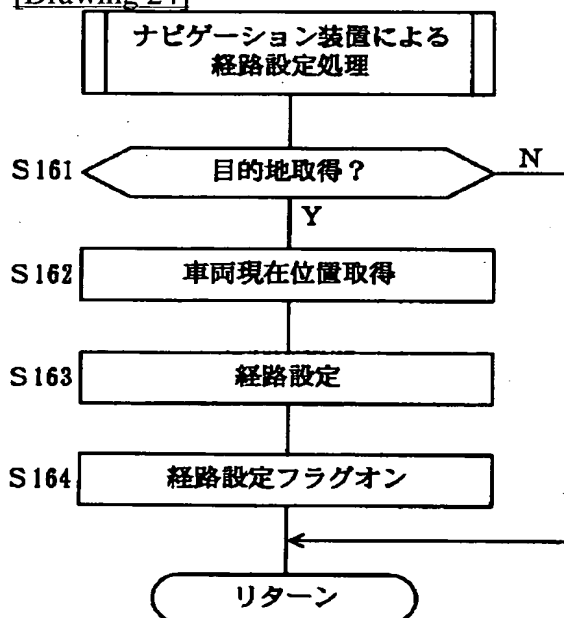 [Drawing 24]
ナビゲーション装置による
経路設定処理
S161
目的地取得？
N
Y
S162
車両現在位置取得
S163
経路設定
S164
経路設定フラグオン
リターン